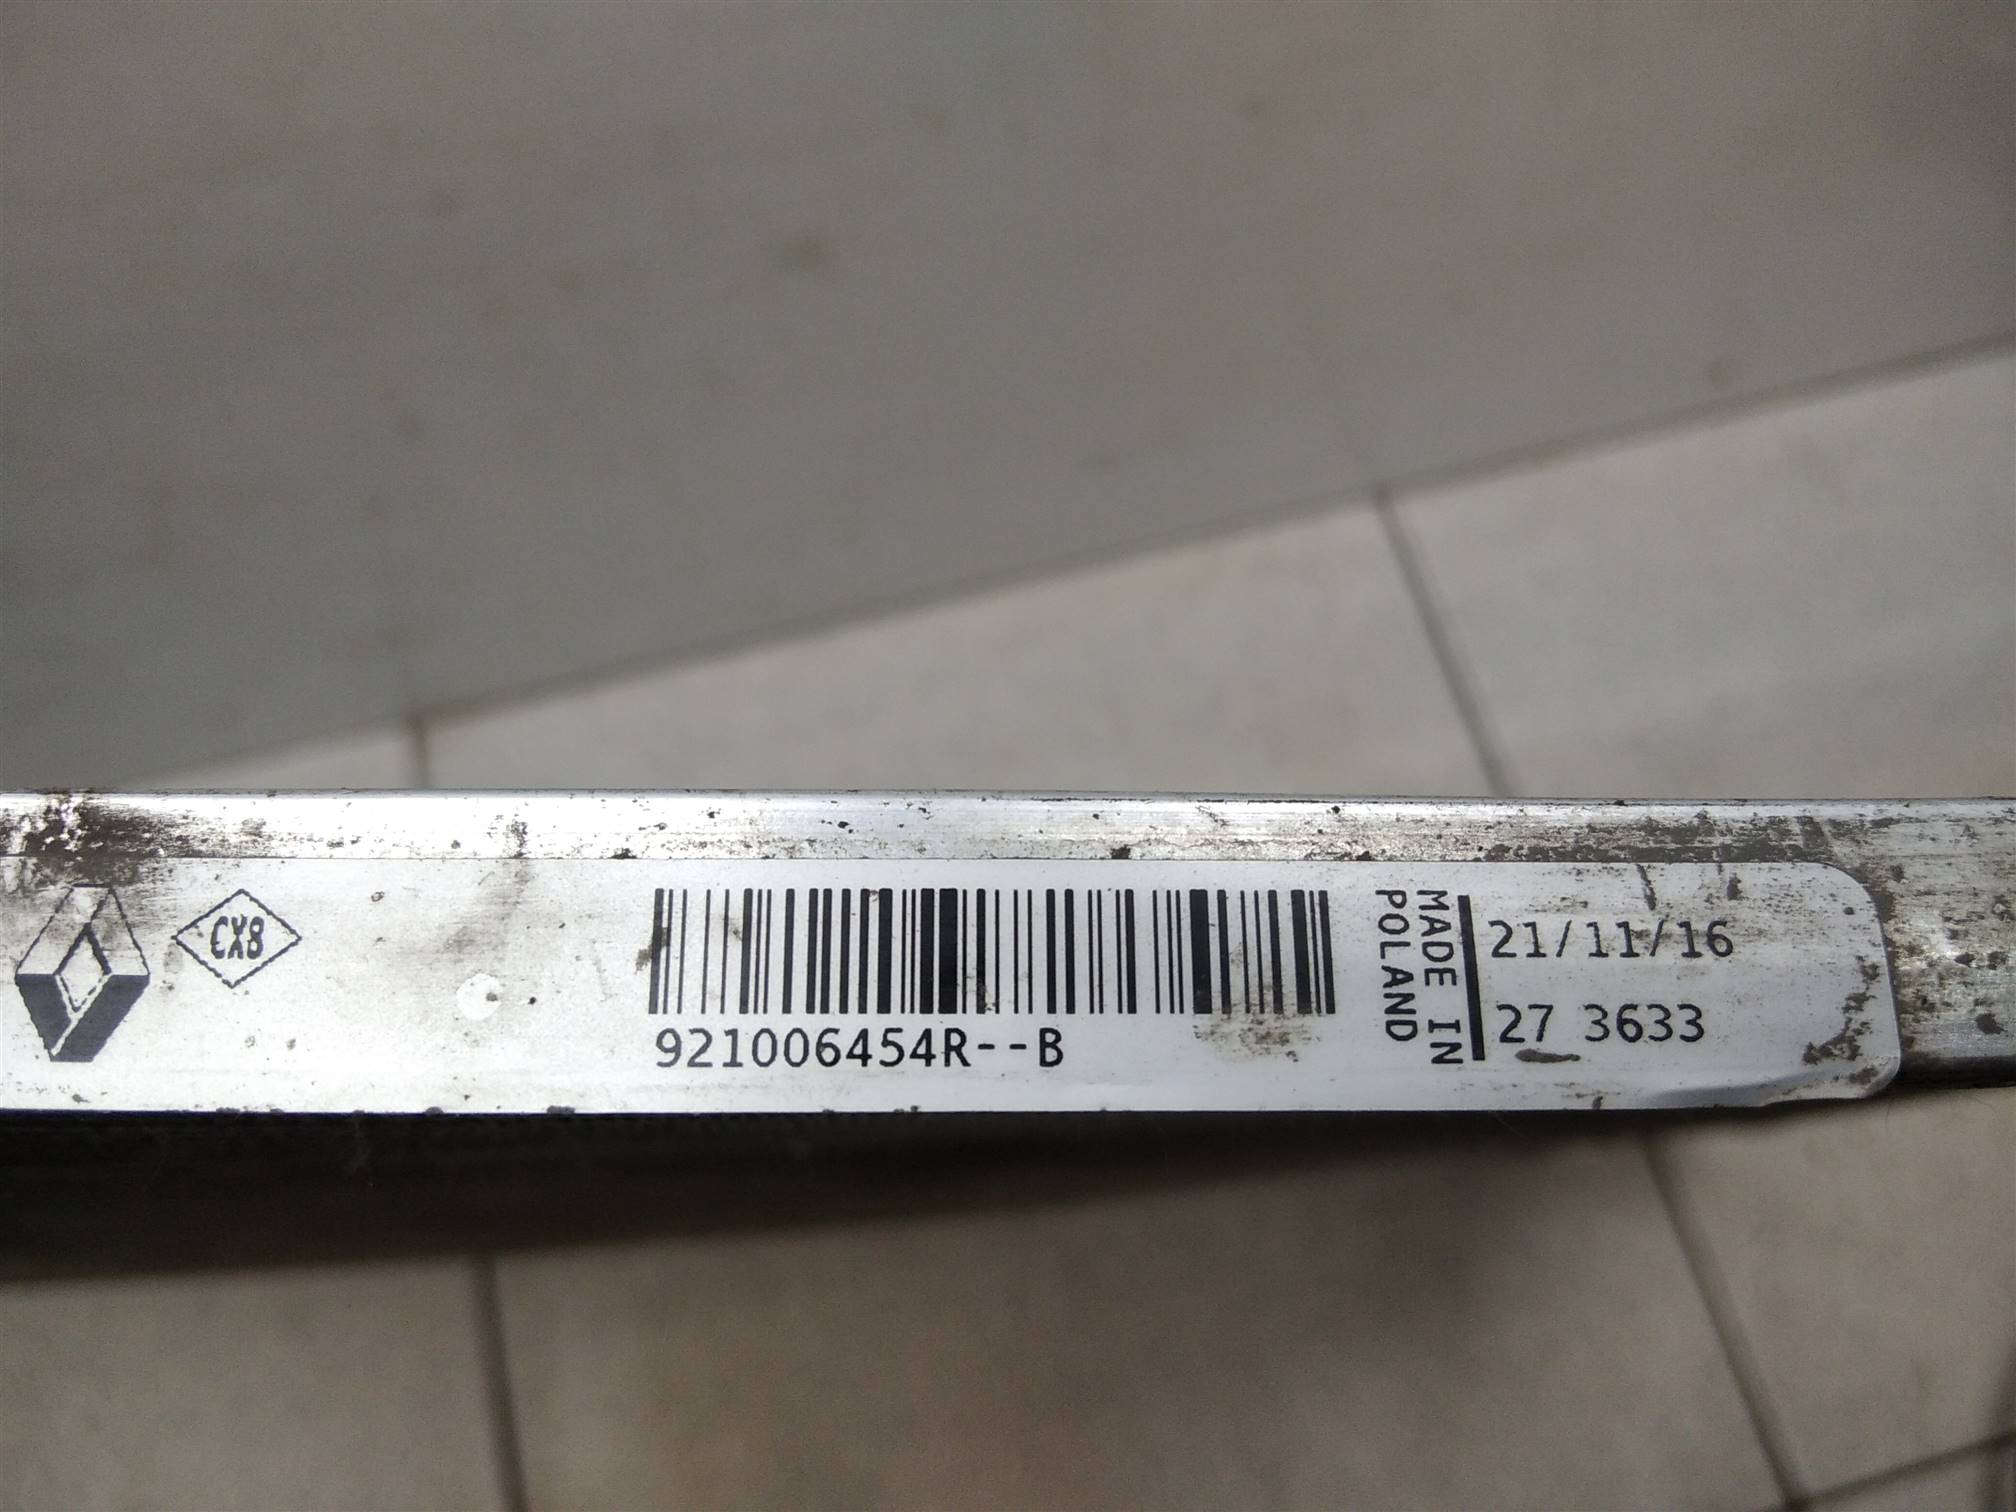 CX8
921006454R--B
MADE IN
POLAND
21/11/16
27 3633